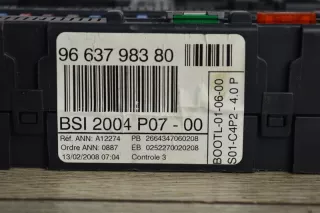 96 637 983 80
BSI 2004 P07 - 00
Réf. ANN: A12274 PB 2664347060208
Ordre ANN: 0887 EB 0252270020208
13/02/2008 07:04 Controle 3
BOOTL-01-06-00
S01-C4P2 - 4.0 P